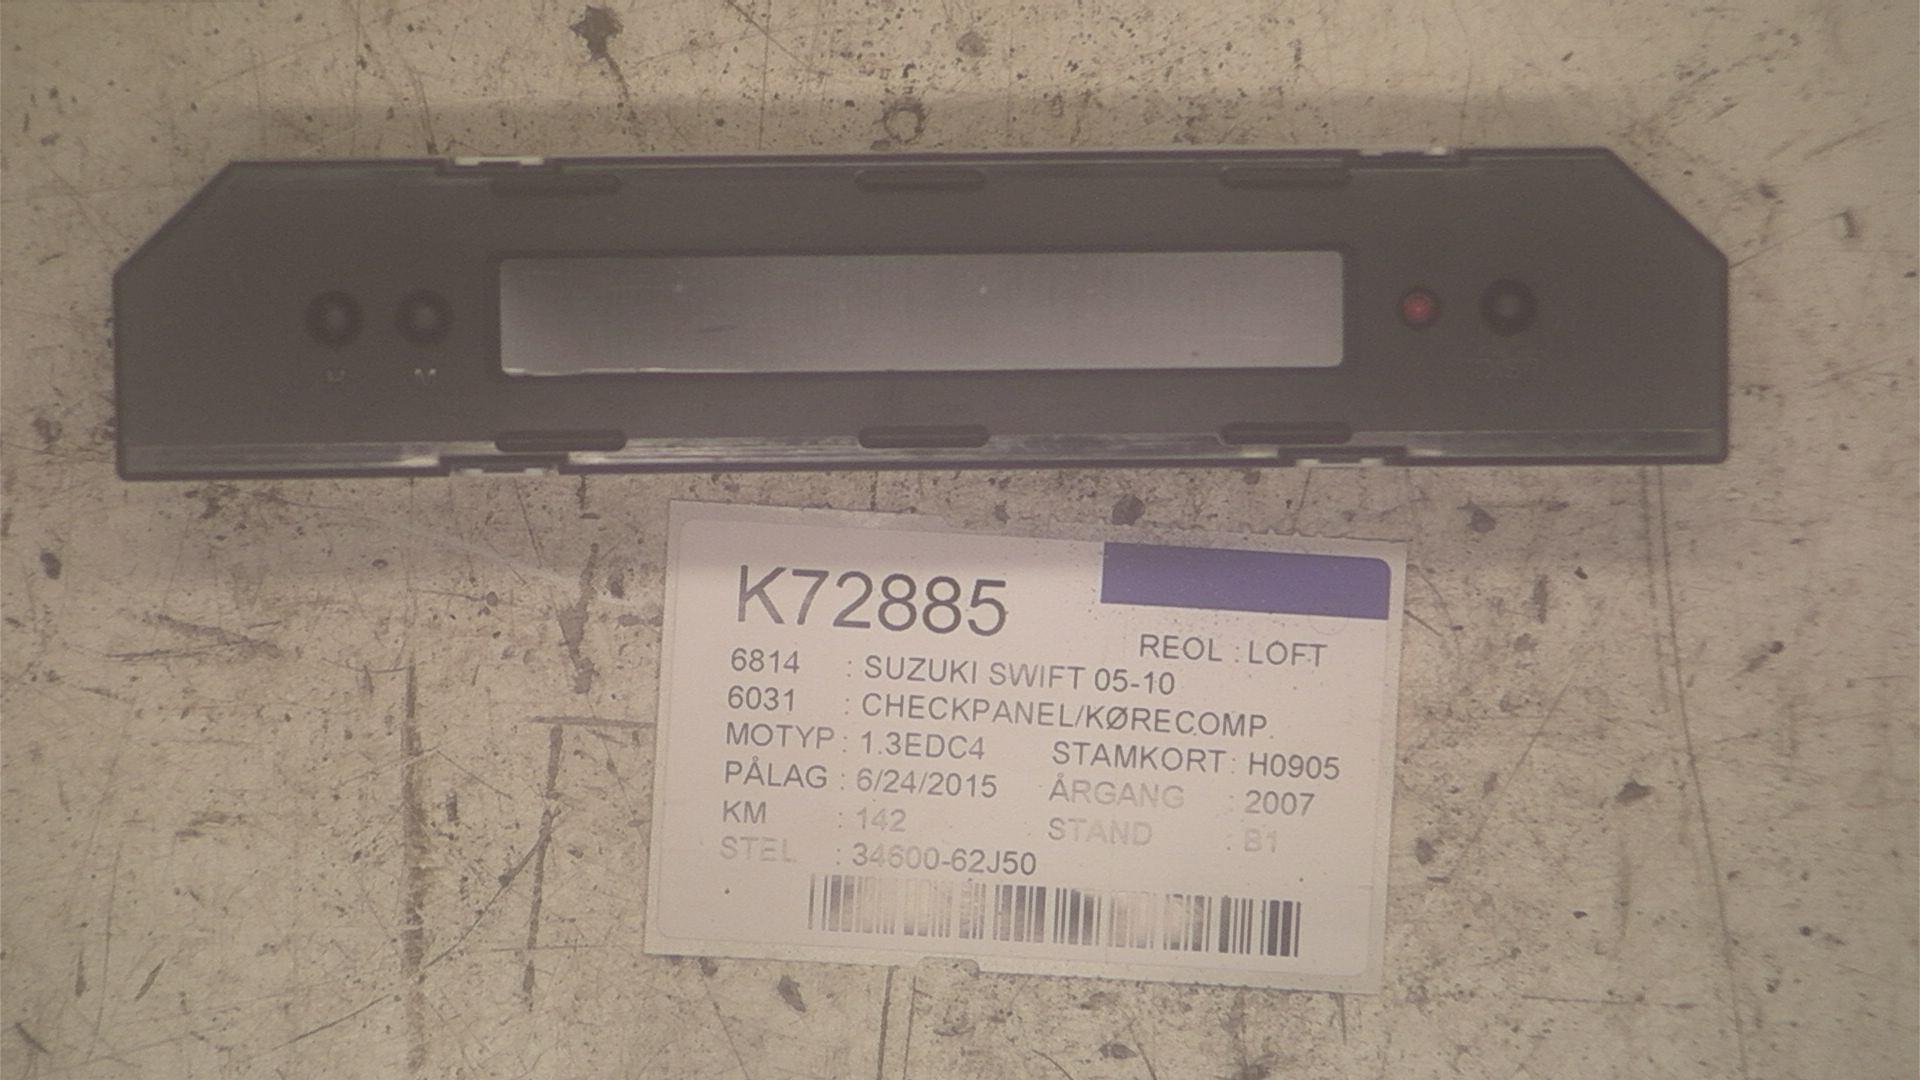 H M
K72885
REOL : LOFT
6814 : SUZUKI SWIFT 05-10
6031 : CHECKPANEL/KØRECOMP.
MOTYP : 1.3EDC4 STAMKORT : H0905
PÅLAG : 6/24/2015 ÅRGANG : 2007
KM : 142 STAND : B1
STEL : 34600-62J50